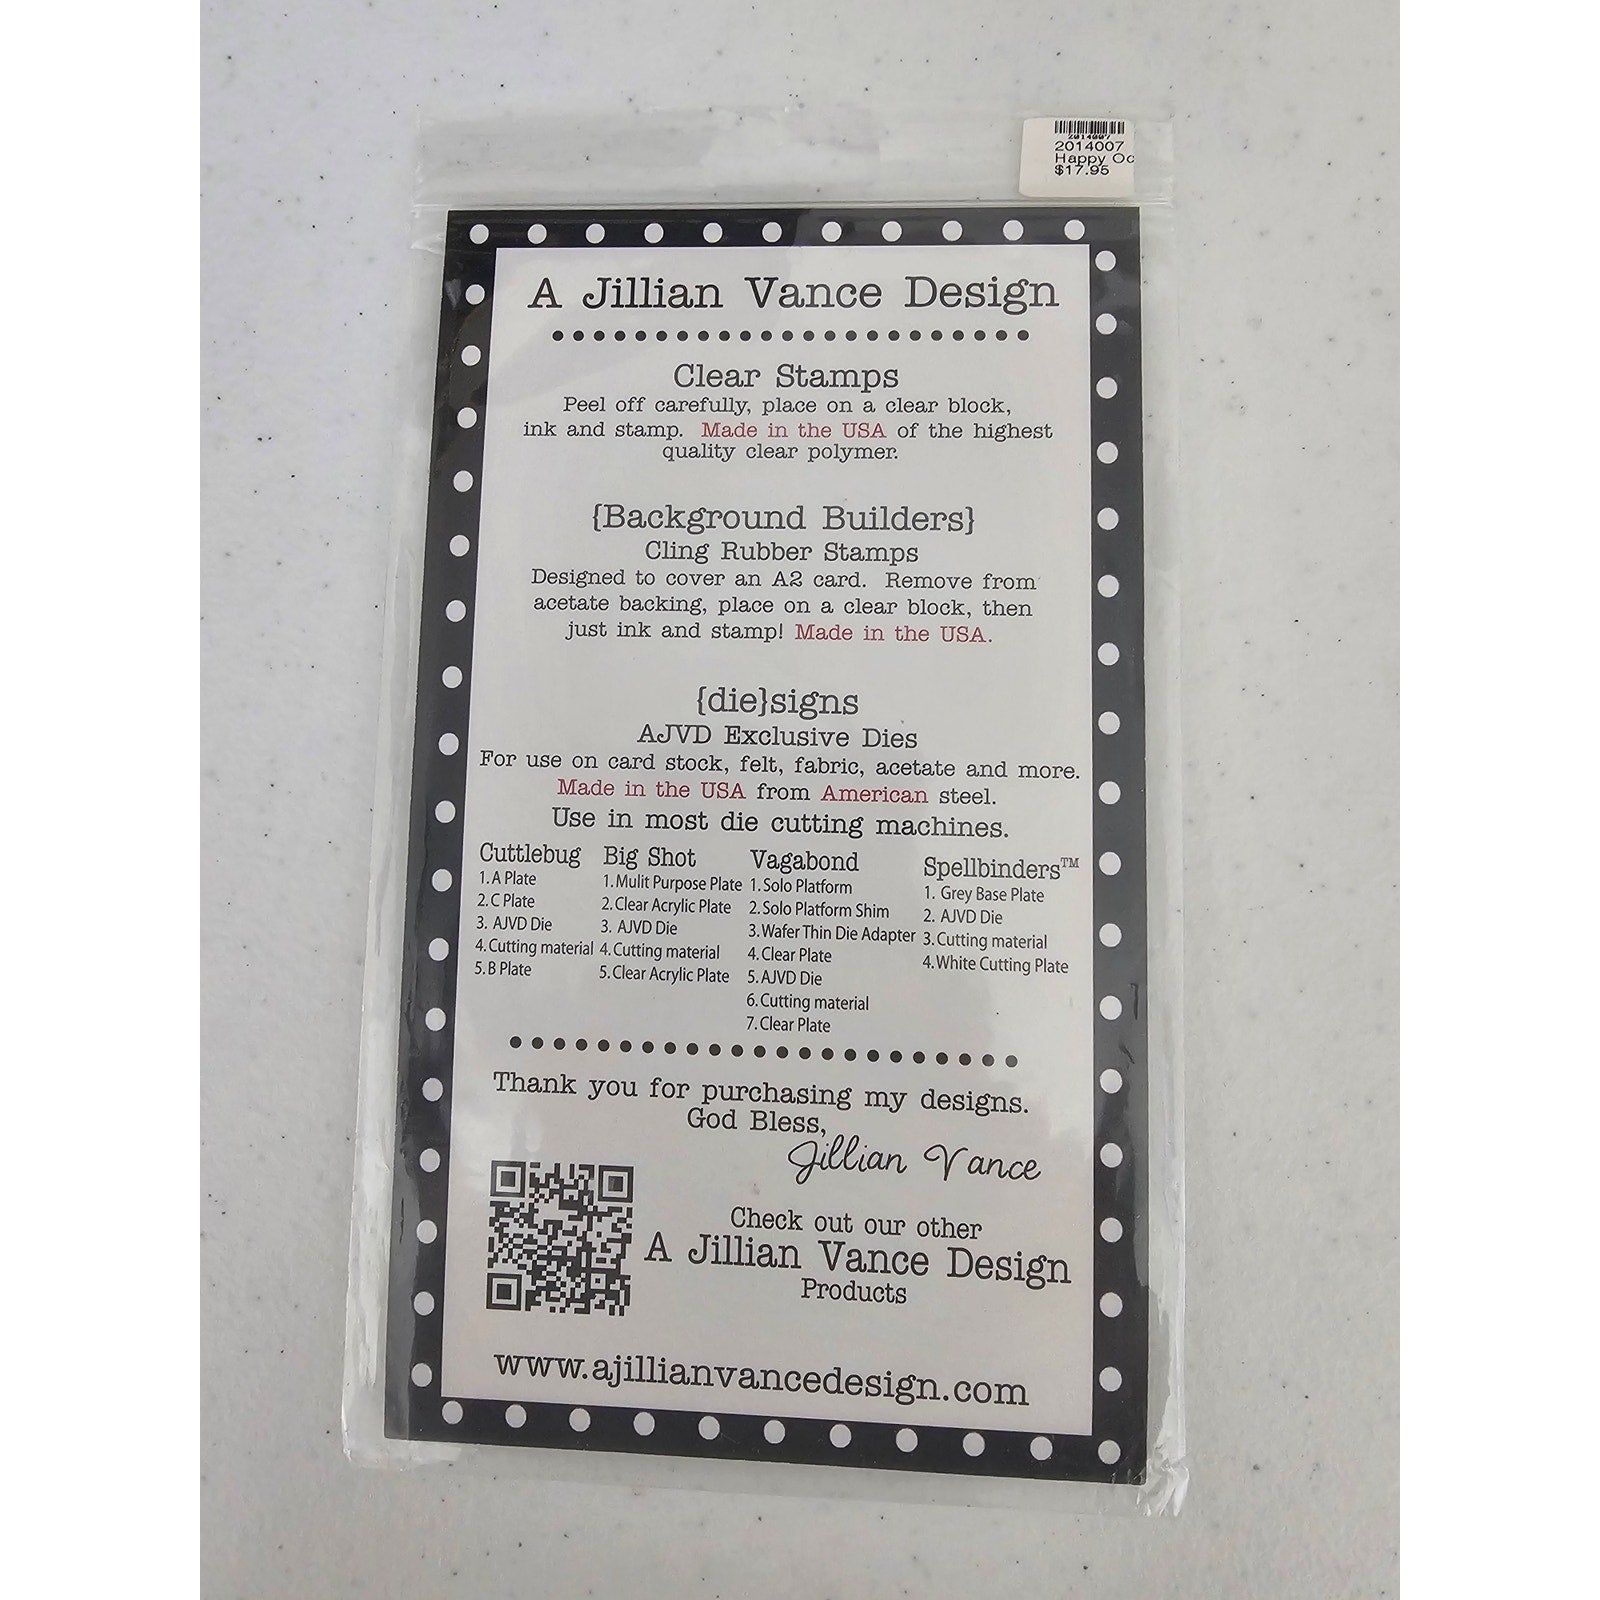 2014007
2014007
Happy Oc
$17.95
A Jillian Vance Design
Clear Stamps
Peel off carefully, place on a clear block,
ink and stamp. Made in the USA of the highest
quality clear polymer.
{Background Builders}
Cling Rubber Stamps
Designed to cover an A2 card. Remove from
acetate backing, place on a clear block, then
just ink and stamp! Made in the USA.
{die}signs
AJVD Exclusive Dies
For use on card stock, felt, fabric, acetate and more.
Made in the USA from American steel.
Use in most die cutting machines.
Cuttlebug
1. A Plate
2. C Plate
3. AJVD Die
4. Cutting material
5. B Plate
Big Shot
1. Mulit Purpose Plate
2. Clear Acrylic Plate
3. AJVD Die
4. Cutting material
5. Clear Acrylic Plate
Vagabond
1. Solo Platform
2. Solo Platform Shim
3. Wafer Thin Die Adapter
4. Clear Plate
5. AJVD Die
6. Cutting material
7. Clear Plate
Spellbinders™
1. Grey Base Plate
2. AJVD Die
3. Cutting material
4. White Cutting Plate
Thank you for purchasing my designs.
God Bless,
Jillian Vance
Check out our other
A Jillian Vance Design
Products
www.ajillianvancedesign.com